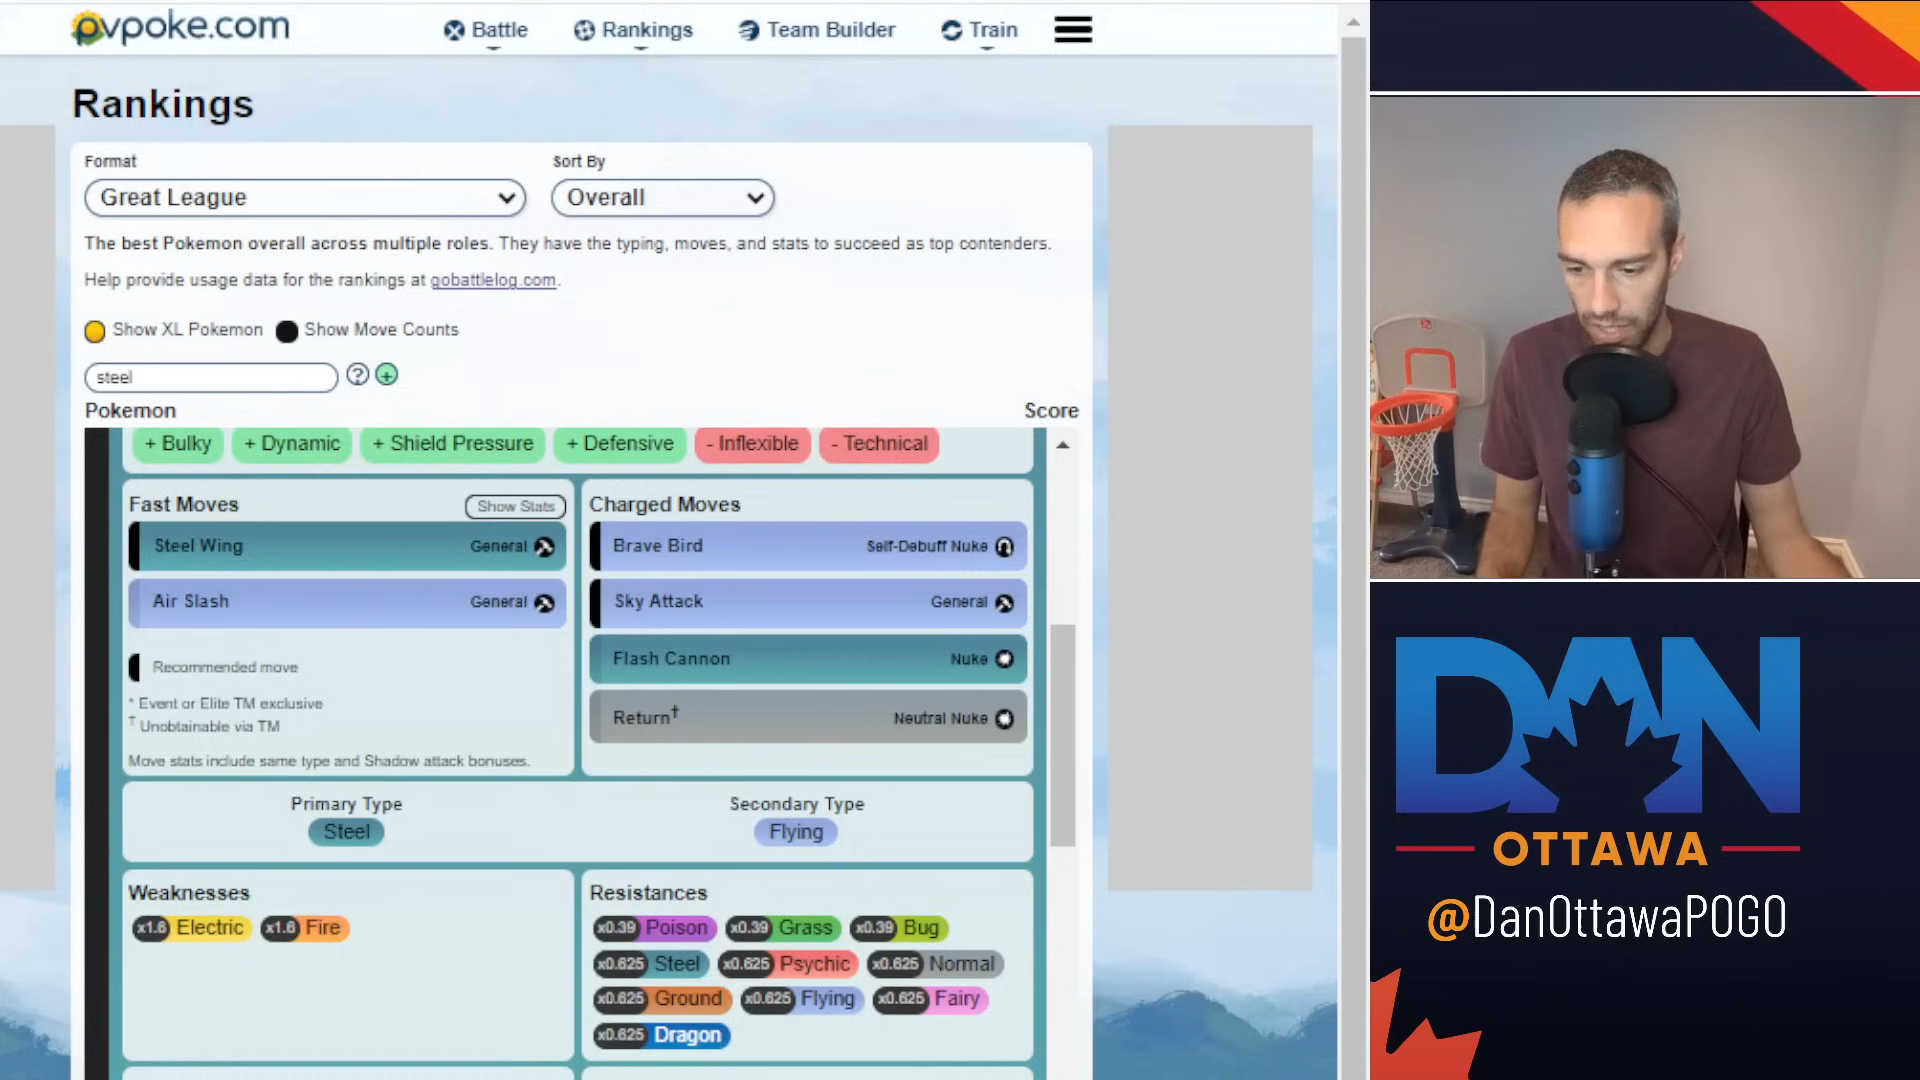 pvpoke.com
Battle Rankings Team Builder Train
Rankings
Format Sort By
Great League Overall
The best Pokemon overall across multiple roles. They have the typing, moves, and stats to succeed as top contenders.
Help provide usage data for the rankings at gobattlelog.com.
Show XL Pokemon Show Move Counts
steel ? +
Pokemon Score
+ Bulky + Dynamic + Shield Pressure + Defensive - Inflexible - Technical
Fast Moves Show Stats
Steel Wing General
Air Slash General
Recommended move
* Event or Elite TM exclusive
† Unobtainable via TM
Move stats include same type and Shadow attack bonuses.
Charged Moves
Brave Bird Self-Debuff Nuke
Sky Attack General
Flash Cannon Nuke
Return† Neutral Nuke
Primary Type Secondary Type
Steel Flying
Weaknesses
x1.6 Electric x1.6 Fire
Resistances
x0.39 Poison x0.39 Grass x0.39 Bug
x0.625 Steel x0.625 Psychic x0.625 Normal
x0.625 Ground x0.625 Flying x0.625 Fairy
x0.625 Dragon
DAN
OTTAWA
@DanOttawaPOGO